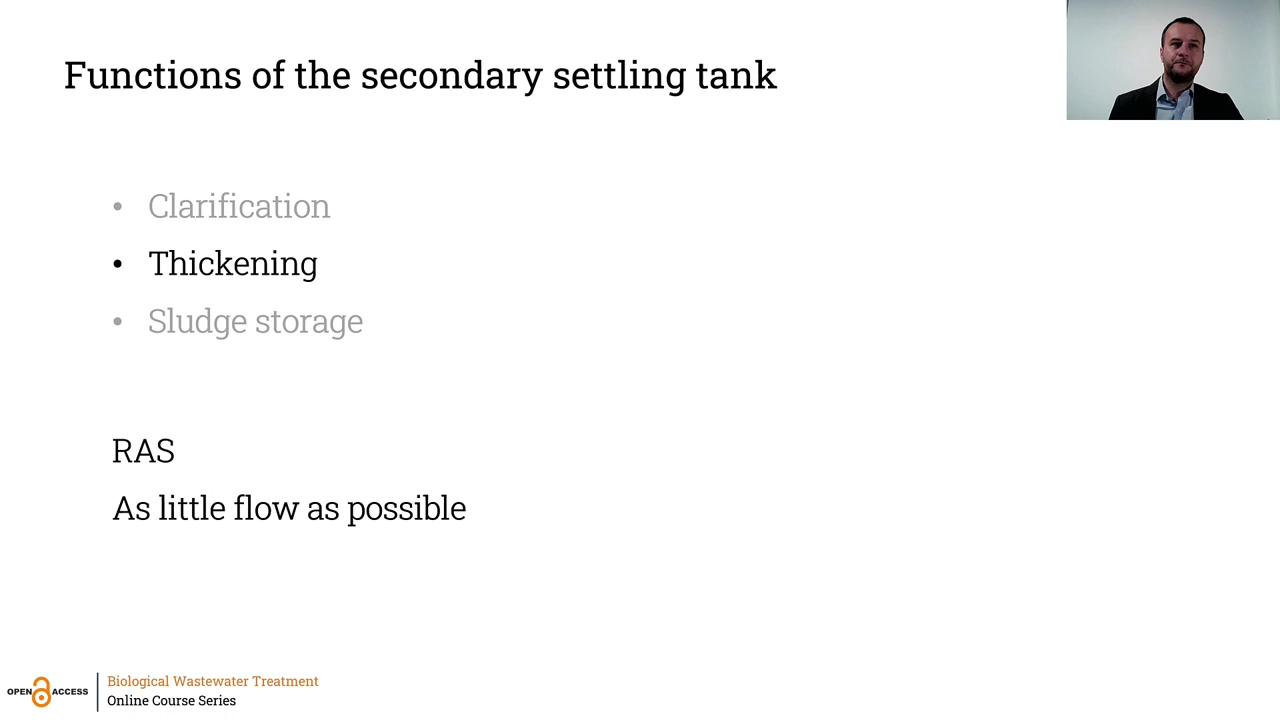 Functions of the secondary settling tank
• Clarification
• Thickening
• Sludge storage
RAS
As little flow as possible
OPEN ACCESS
Biological Wastewater Treatment
Online Course Series